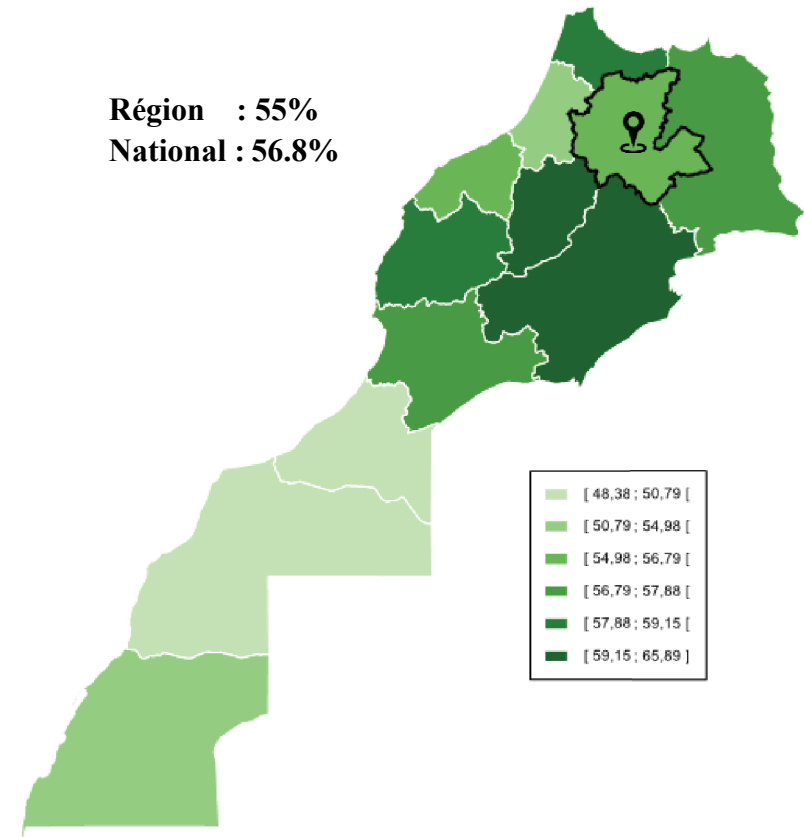 Région : 55%
National : 56.8%
[ 48,38 ; 50,79 [
[ 50,79 ; 54,98 [
[ 54,98 ; 56,79 [
[ 56,79 ; 57,88 [
[ 57,88 ; 59,15 [
[ 59,15 ; 65,89 ]